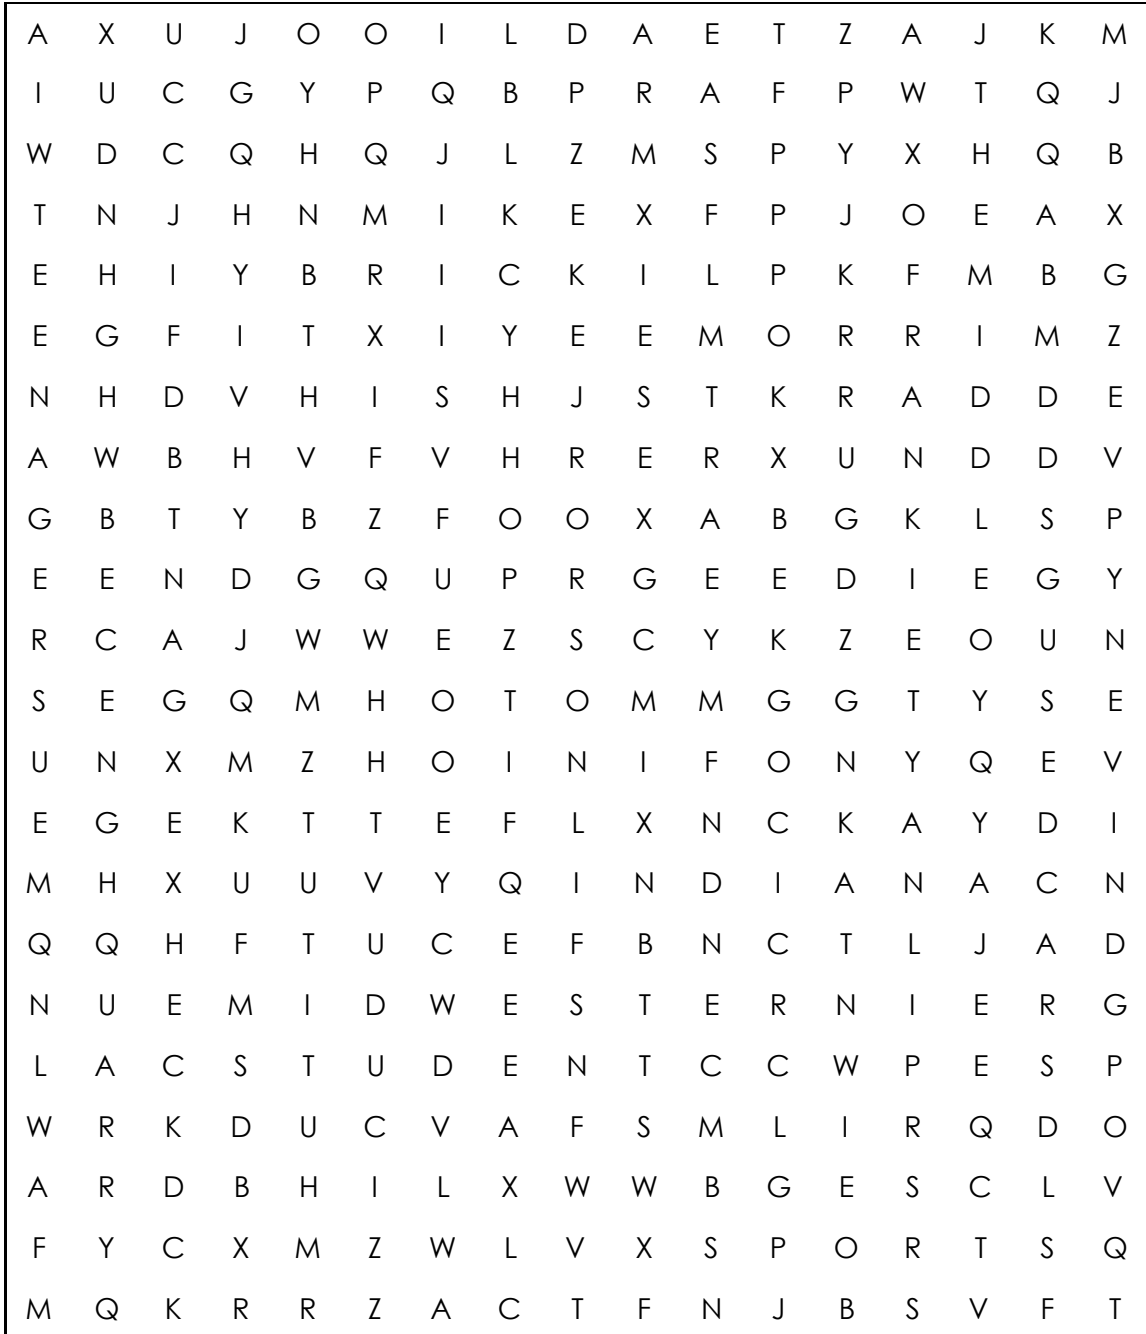 A X U J O O I L D A E T Z A J K M
I U C G Y P Q B P R A F P W T Q J
W D C Q H Q J L Z M S P Y X H Q B
T N J H N M I K E X F P J O E A X
E H I Y B R I C K I L P K F M B G
E G F I T X I Y E E M O R R I M Z
N H D V H I S H J S T K R A D D E
A W B H V F V H R E R X U N D D V
G B T Y B Z F O O X A B G K L S P
E E N D G Q U P R G E E D I E G Y
R C A J W W E Z S C Y K Z E O U N
S E G Q M H O T O M M G G T Y S E
U N X M Z H O I N I F O N Y Q E V
E G E K T T E F L X N C K A Y D I
M H X U U V Y Q I N D I A N A C N
Q Q H F T U C E F B N C T L J A D
N U E M I D W E S T E R N I E R G
L A C S T U D E N T C C W P E S P
W R K D U C V A F S M L I R Q D O
A R D B H I L X W W B G E S C L V
F Y C X M Z W L V X S P O R T S Q
M Q K R R Z A C T F N J B S V F T